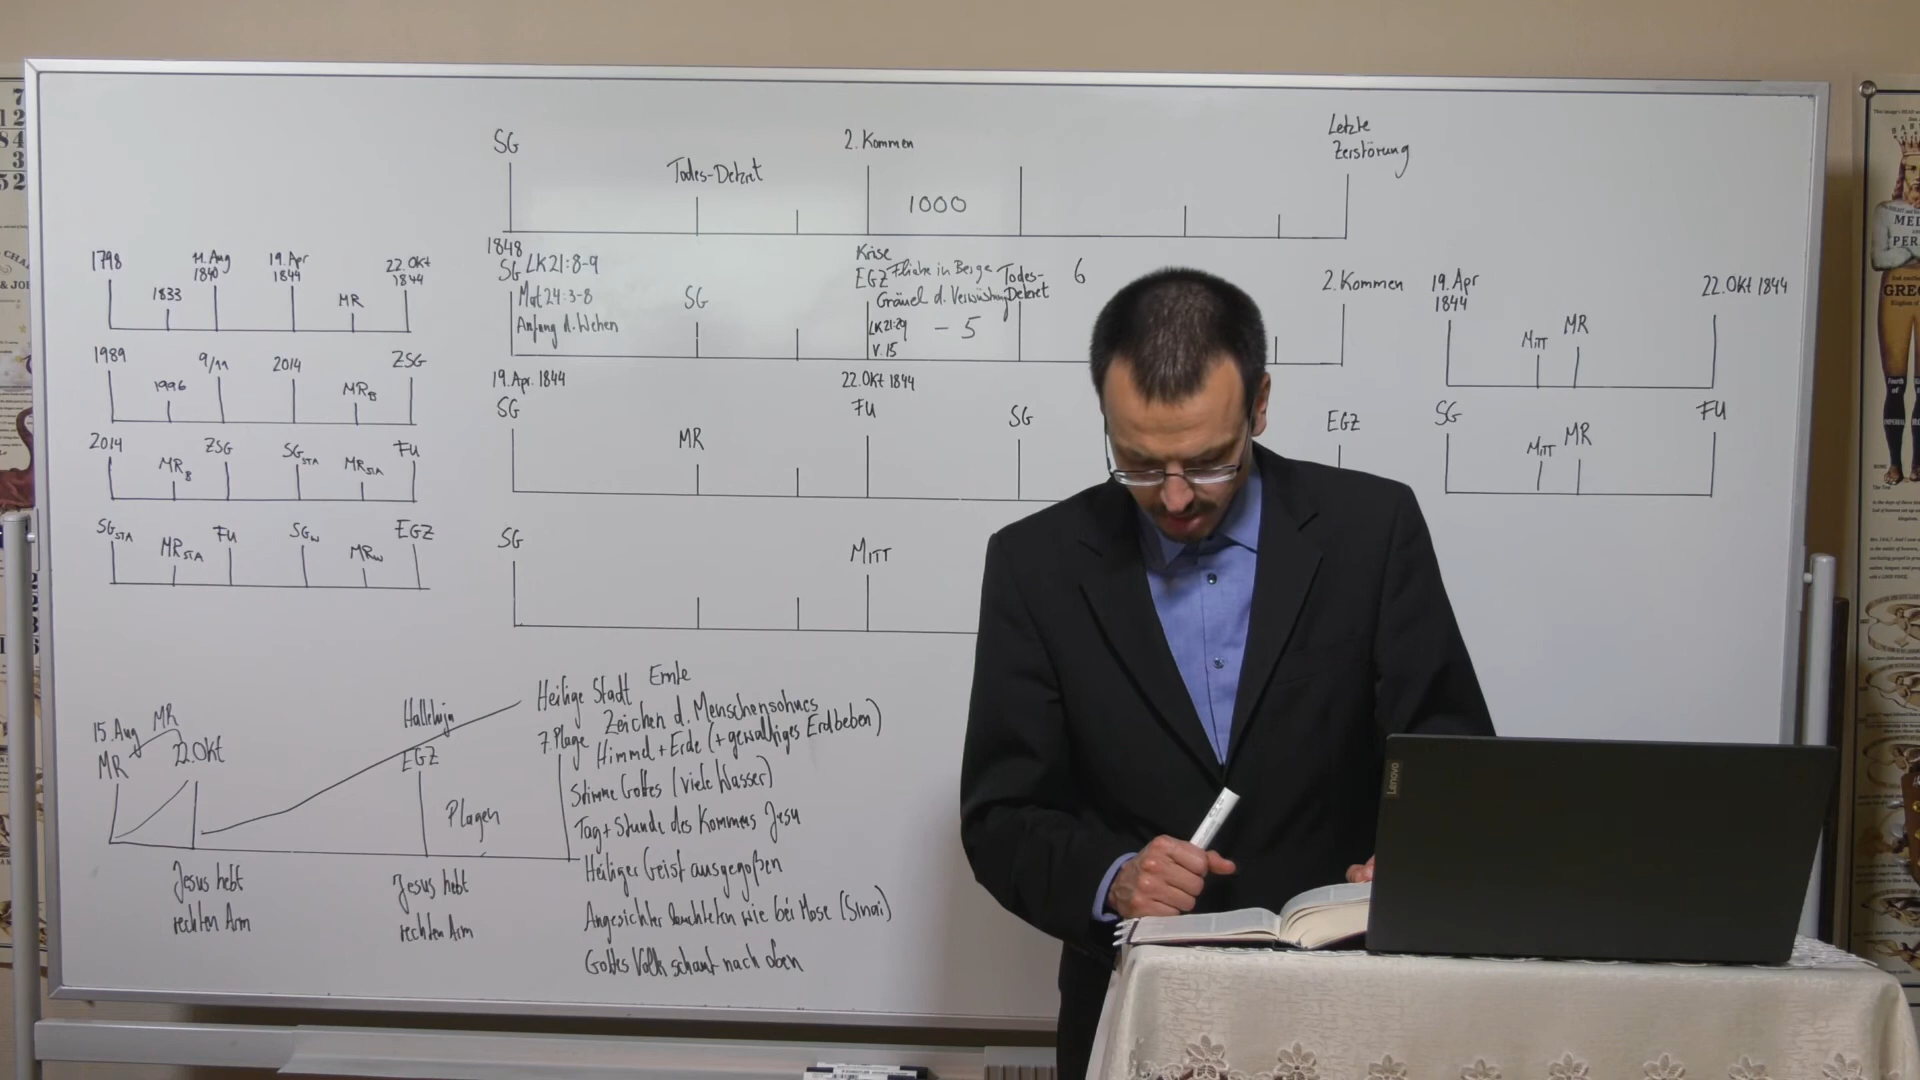 SG
Todes-Dekret
2. Kommen
1000
Letzte
Zerstörung
1798
1833
11. Aug
1840
19. Apr
1844
MR
22. Okt
1844
1989
1996
9/11
2014
MRB
ZSG
2014
MRB
ZSG
SGSTA
MRSTA
FU
SGSTA
MRSTA
FU
SGW
MRW
EGZ
1848
SG LK21:8-9
Mat 24:3-8
Anfang d. Wehen
SG
Krise
EGZ Fliehe in Berge
Gräuel d. Verwüstung
LK21:20
V. 15
- 5
Todes-
Dekret
6
2. Kommen
19. Apr. 1844
SG
MR
22. Okt 1844
FU
SG
EGZ
SG
MITT
19. Apr
1844
MITT
MR
22. Okt 1844
SG
MITT
MR
FU
15. Aug
MR
MR
22. Okt
Halleluja
EGZ
Plagen
Jesus hebt
rechten Arm
Jesus hebt
rechten Arm
Heilige Stadt Ernte
Zeichen d. Menschensohnes
7. Plage Himmel + Erde (+ gewaltiges Erdbeben)
Stimme Gottes (viele Wasser)
Tag + Stunde des Kommens Jesu
Heiliger Geist ausgegoßen
Angesichter leuchteten wie bei Mose (Sinai)
Gottes Volk schaut nach oben
Lenovo